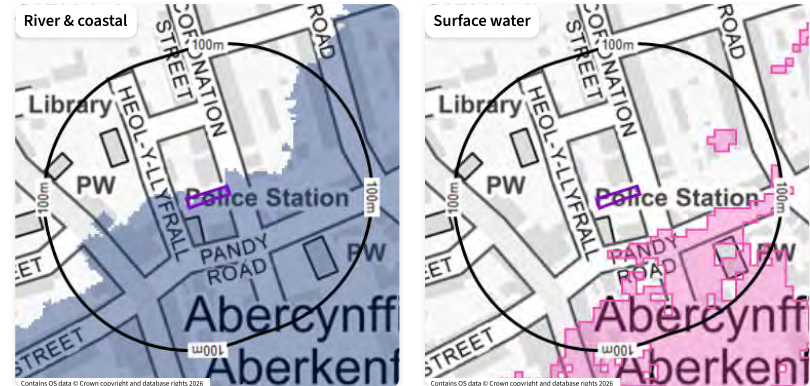 River & coastal
100m
CORONATION
STREET
ROAD
Library
HEOL-Y-LLYFRALL
PW
Police Station
100m
100m
PANDY
ROAD
PW
EET
Abercynffi
STREET
100m
Aberkenf
Contains OS data © Crown copyright and database rights 2026
Surface water
100m
CORONATION
STREET
ROAD
Library
HEOL-Y-LLYFRALL
PW
Police Station
100m
100m
PANDY
ROAD
PW
EET
Abercynffi
STREET
100m
Aberkenf
Contains OS data © Crown copyright and database rights 2026